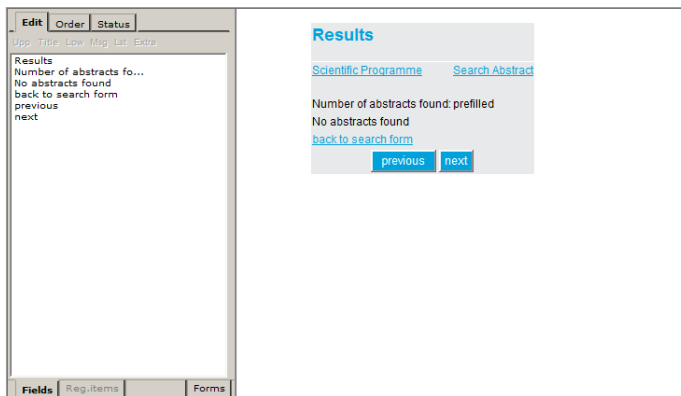 Edit Order Status
Upp Title Low Msg Lst Extra
Results
Number of abstracts fo...
No abstracts found
back to search form
previous
next
Fields Reg.items Forms
Results
Scientific Programme Search Abstract
Number of abstracts found: prefilled
No abstracts found
back to search form
previous next